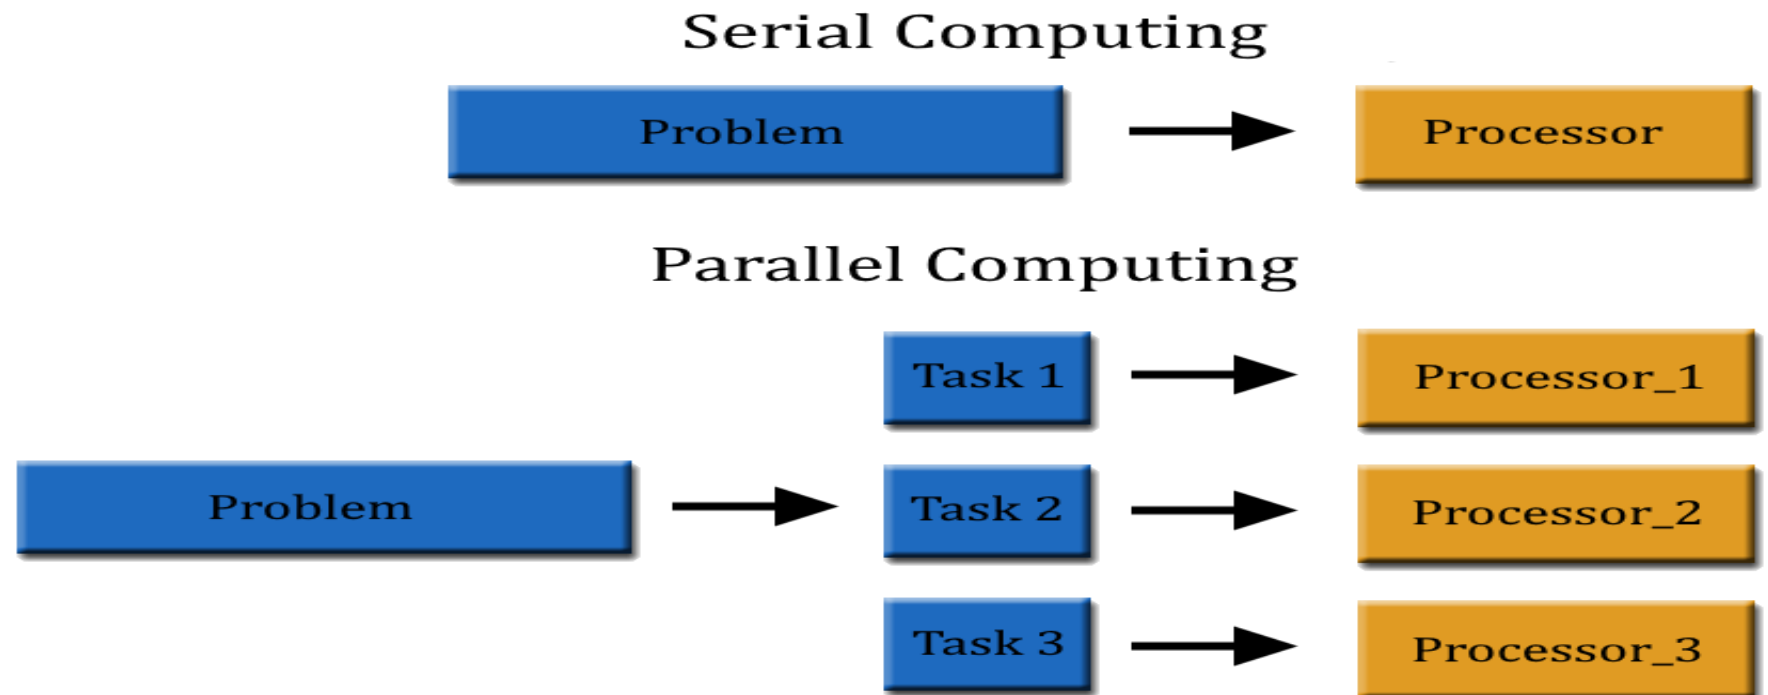 Serial Computing
Problem
Processor
Parallel Computing
Task 1
Processor_1
Problem
Task 2
Processor_2
Task 3
Processor_3